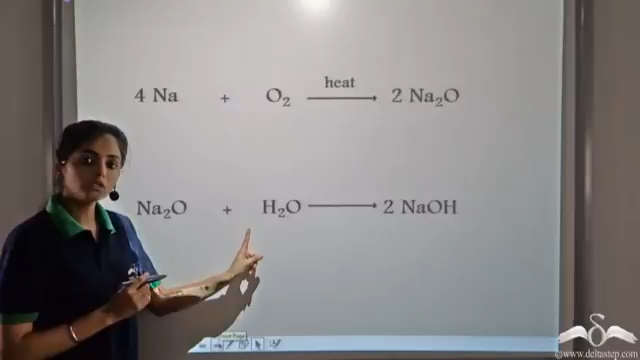 heat
4 Na + O₂ ⟶ 2 Na₂O
Na₂O + H₂O ⟶ 2 NaOH
©www.deltastep.com